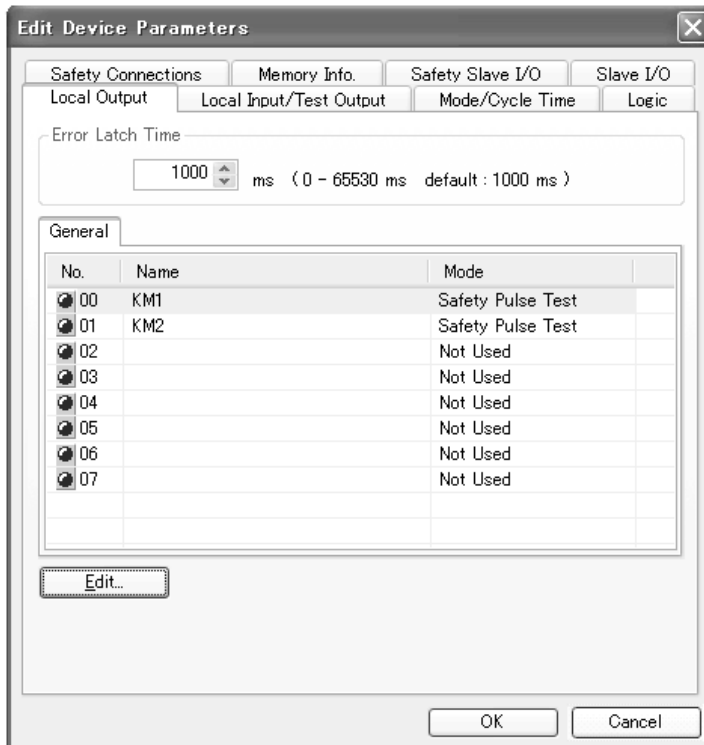 Edit Device Parameters
Safety Connections Memory Info. Safety Slave I/O Slave I/O
Local Output Local Input/Test Output Mode/Cycle Time Logic
Error Latch Time
1000 ms ( 0 - 65530 ms default : 1000 ms )
General
No. Name Mode
00 KM1 Safety Pulse Test
01 KM2 Safety Pulse Test
02 Not Used
03 Not Used
04 Not Used
05 Not Used
06 Not Used
07 Not Used
Edit...
OK Cancel